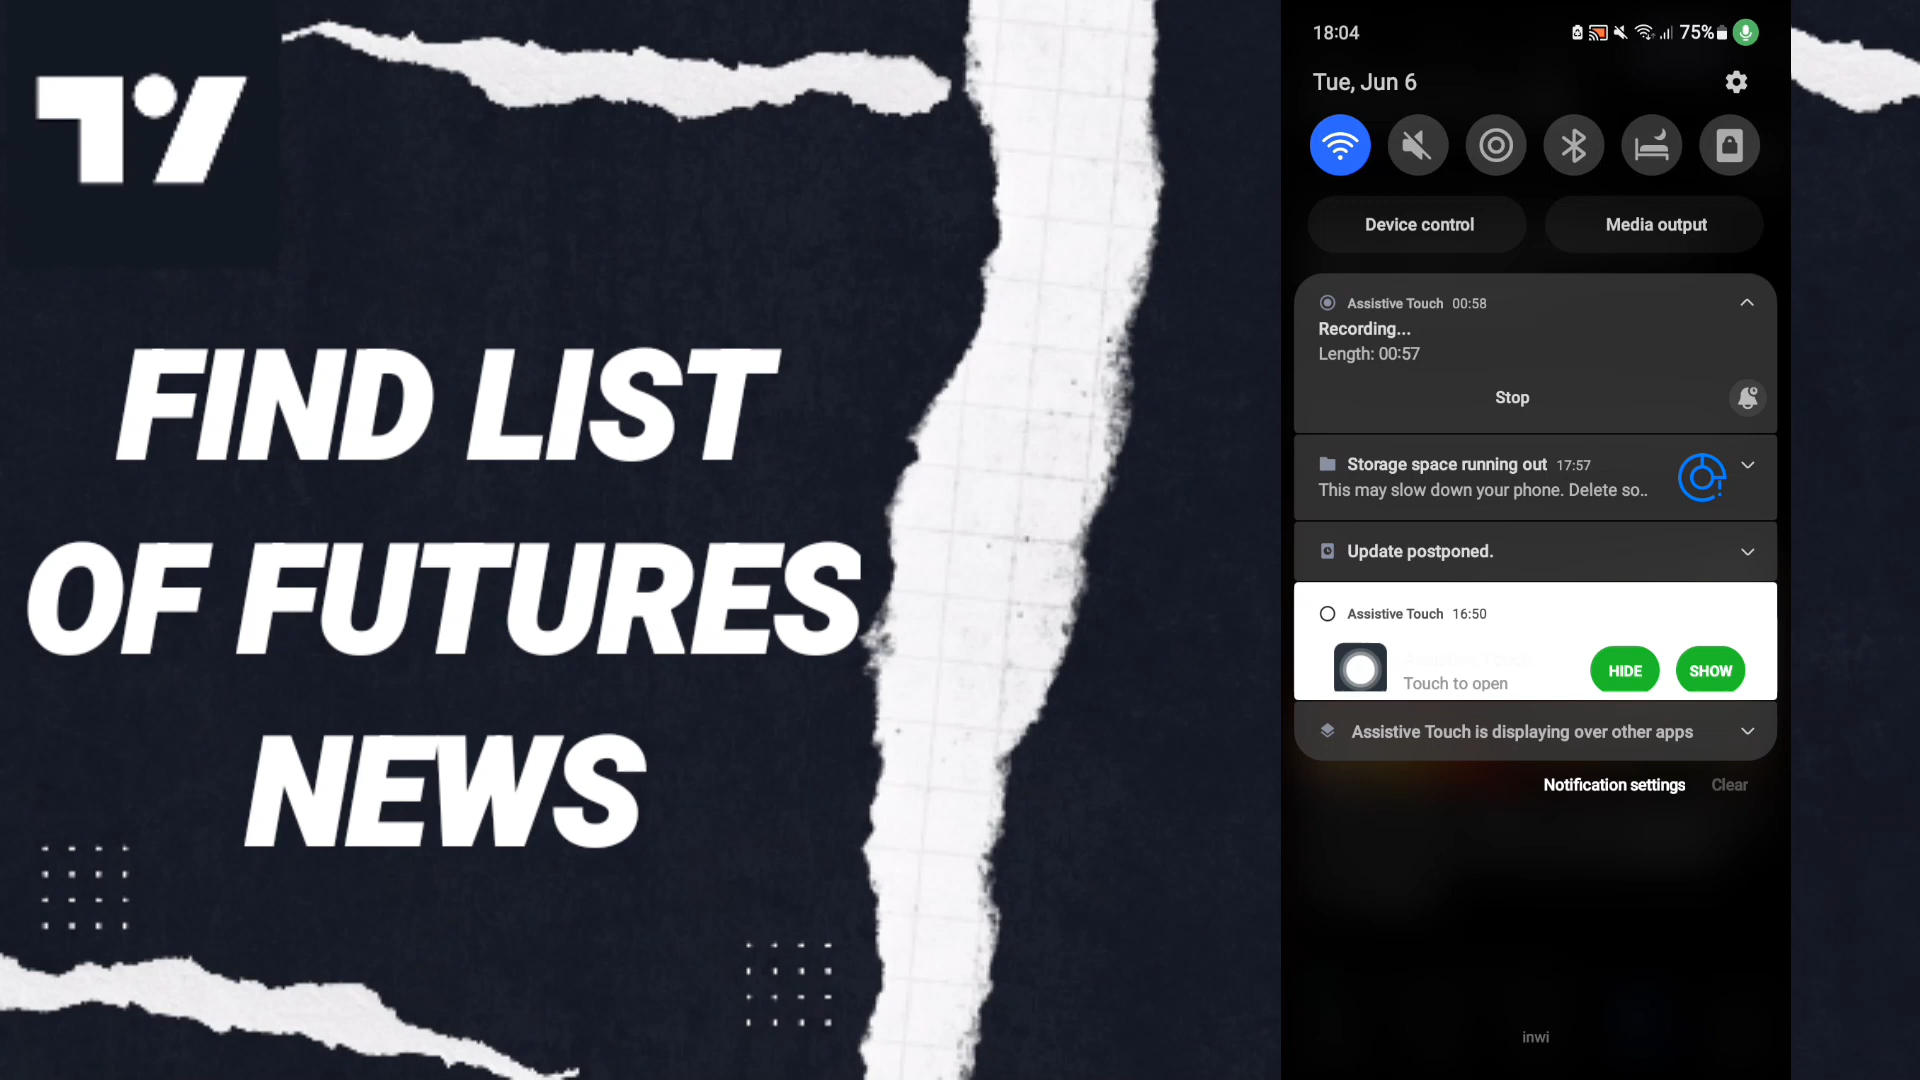 FIND LIST
OF FUTURES
NEWS
18:04
75%
Tue, Jun 6
Device control
Media output
Assistive Touch 00:58
Recording...
Length: 00:57
Stop
Storage space running out 17:57
This may slow down your phone. Delete so..
Update postponed.
Assistive Touch 16:50
Touch to open
HIDE
SHOW
Assistive Touch is displaying over other apps
Notification settings
Clear
inwi